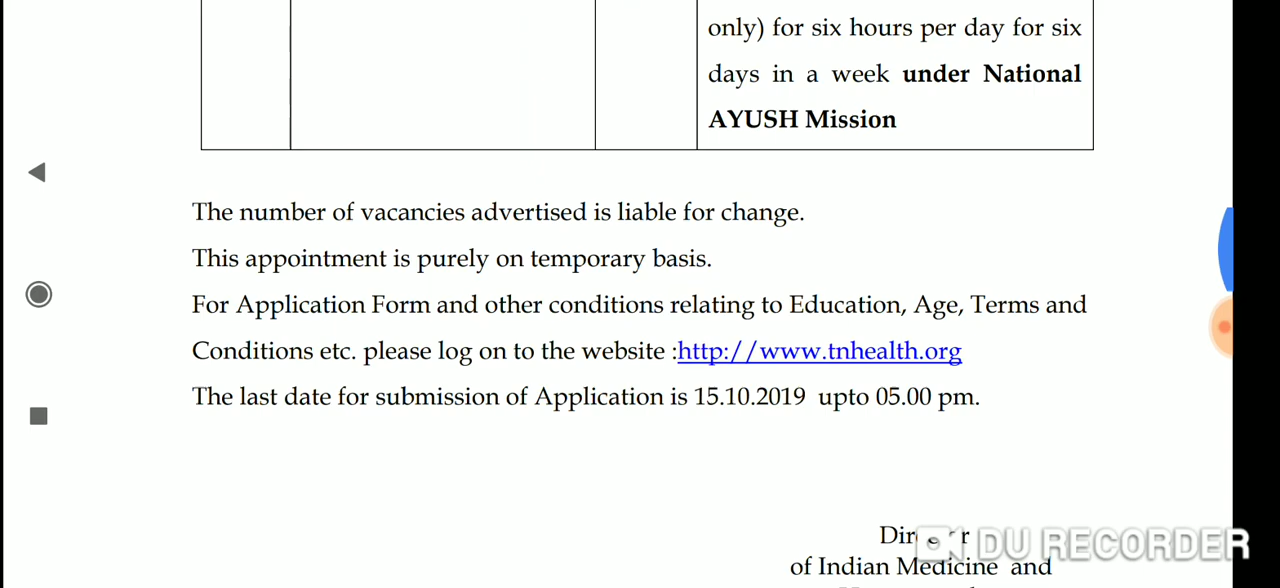 only) for six hours per day for six
days in a week under National
AYUSH Mission
The number of vacancies advertised is liable for change.
This appointment is purely on temporary basis.
For Application Form and other conditions relating to Education, Age, Terms and
Conditions etc. please log on to the website :http://www.tnhealth.org
The last date for submission of Application is 15.10.2019 upto 05.00 pm.
Director
DU RECORDER
of Indian Medicine and